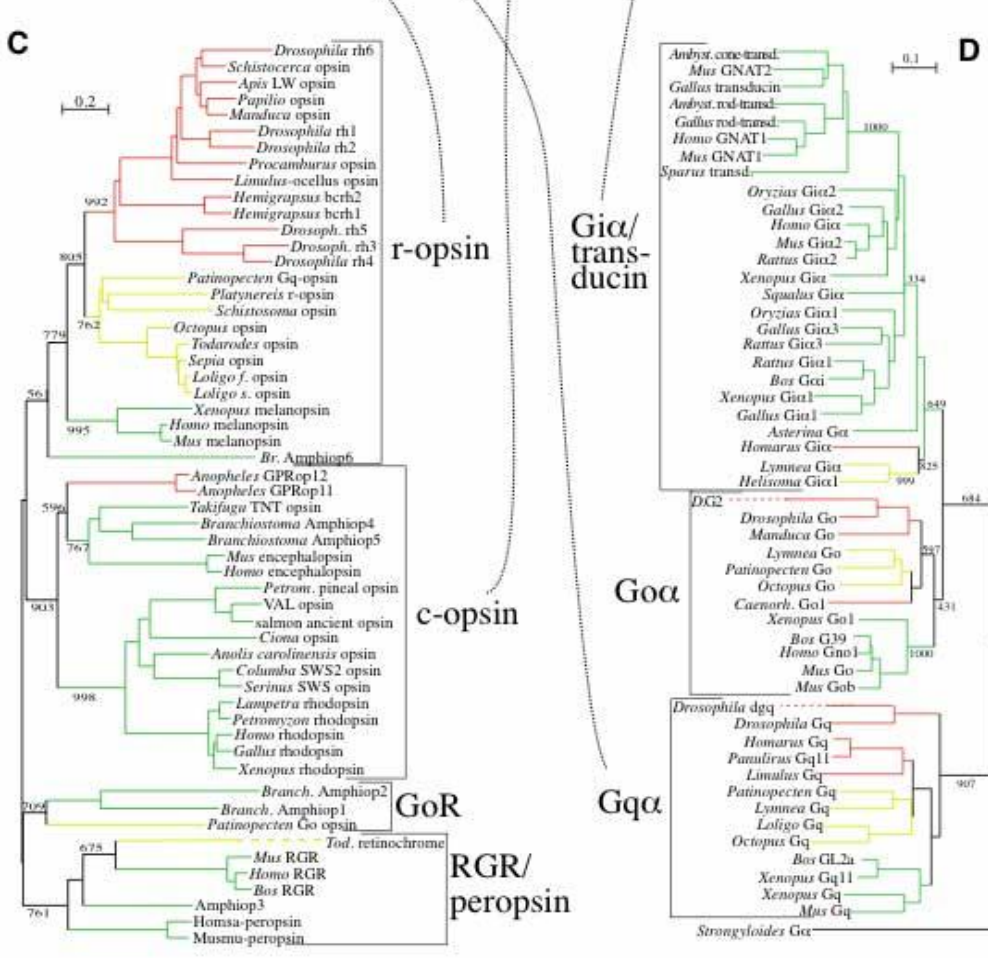 C
0.2
Drosophila rh6
Schistocerca opsin
Apis LW opsin
Papilio opsin
Manduca opsin
Drosophila rh1
Drosophila rh2
Procamburus opsin
Limulus-ocellus opsin
Hemigrapsus bcrh2
Hemigrapsus bcrh1
Drosoph. rh5
Drosoph. rh3
Drosophila rh4
Patinopecten Gq-opsin
Platynereis r-opsin
Schistosoma opsin
Octopus opsin
Todarodes opsin
Sepia opsin
Loligo f. opsin
Loligo s. opsin
Xenopus melanopsin
Homo melanopsin
Mus melanopsin
Br. Amphiop6
992
805
762
779
561
995
r-opsin
Anopheles GPRop12
Anopheles GPRop11
Takifugu TNT opsin
Branchiostoma Amphiop4
Branchiostoma Amphiop5
Mus encephalopsin
Homo encephalopsin
Petrom. pineal opsin
VAL opsin
salmon ancient opsin
Ciona opsin
Anolis carolinensis opsin
Columba SWS2 opsin
Serinus SWS opsin
Lampetra rhodopsin
Petromyzon rhodopsin
Homo rhodopsin
Gallus rhodopsin
Xenopus rhodopsin
596
767
903
998
c-opsin
Branch. Amphiop2
Branch. Amphiop1
Patinopecten Go opsin
709
GoR
Tod. retinochrome
Mus RGR
Homo RGR
Bos RGR
Amphiop3
Homsa-peropsin
Musmu-peropsin
675
761
RGR/
peropsin
D
0.1
Ambyst. cone-transd.
Mus GNAT2
Gallus transducin
Ambyst. rod-transd.
Gallus rod-transd.
Homo GNAT1
Mus GNAT1
Sparus transd.
Oryzias Giα2
Gallus Giα2
Homo Giα
Mus Giα2
Rattus Giα2
Xenopus Giα
Squalus Giα
Oryzias Giα1
Gallus Giα3
Rattus Giα3
Rattus Giα1
Bos Gαi
Xenopus Giα1
Gallus Giα1
Asterina Gα
Homarus Giα
Lymnea Giα
Helisoma Giα1
1000
334
649
825
999
684
Giα/
trans-
ducin
DG2
Drosophila Go
Manduca Go
Lymnea Go
Patinopecten Go
Octopus Go
Caenorh. Go1
Xenopus Go1
Bos G39
Homo Gno1
Mus Go
Mus Gob
431
1000
Goα
Drosophila dgq
Drosophila Gq
Homarus Gq
Panulirus Gq11
Limulus Gq
Patinopecten Gq
Lymnea Gq
Loligo Gq
Octopus Gq
Bos GL2a
Xenopus Gq11
Xenopus Gq
Mus Gq
907
Gqα
Strongyloides Gα